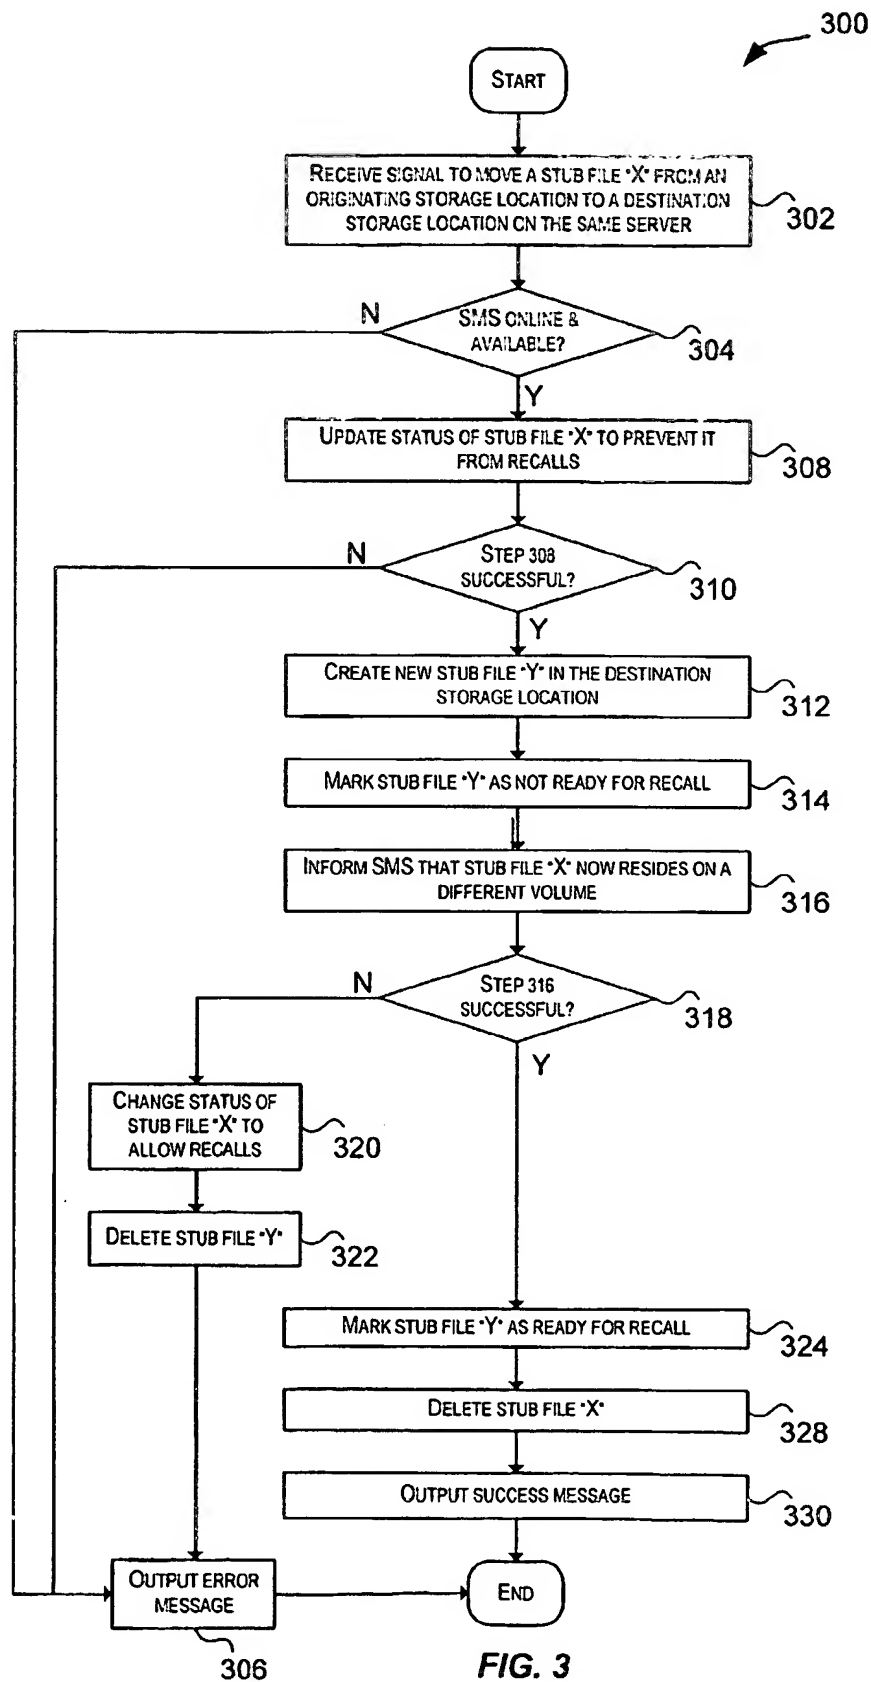 300
START
RECEIVE SIGNAL TO MOVE A STUB FILE "X" FROM AN
ORIGINATING STORAGE LOCATION TO A DESTINATION
STORAGE LOCATION ON THE SAME SERVER
302
N
SMS ONLINE &
AVAILABLE?
304
Y
UPDATE STATUS OF STUB FILE "X" TO PREVENT IT
FROM RECALLS
308
N
STEP 308
SUCCESSFUL?
310
Y
CREATE NEW STUB FILE "Y" IN THE DESTINATION
STORAGE LOCATION
312
MARK STUB FILE "Y" AS NOT READY FOR RECALL
314
INFORM SMS THAT STUB FILE "X" NOW RESIDES ON A
DIFFERENT VOLUME
316
N
STEP 316
SUCCESSFUL?
318
Y
CHANGE STATUS OF
STUB FILE "X" TO
ALLOW RECALLS
320
DELETE STUB FILE "Y"
322
MARK STUB FILE "Y" AS READY FOR RECALL
324
DELETE STUB FILE "X"
328
OUTPUT SUCCESS MESSAGE
330
OUTPUT ERROR
MESSAGE
306
END
FIG. 3